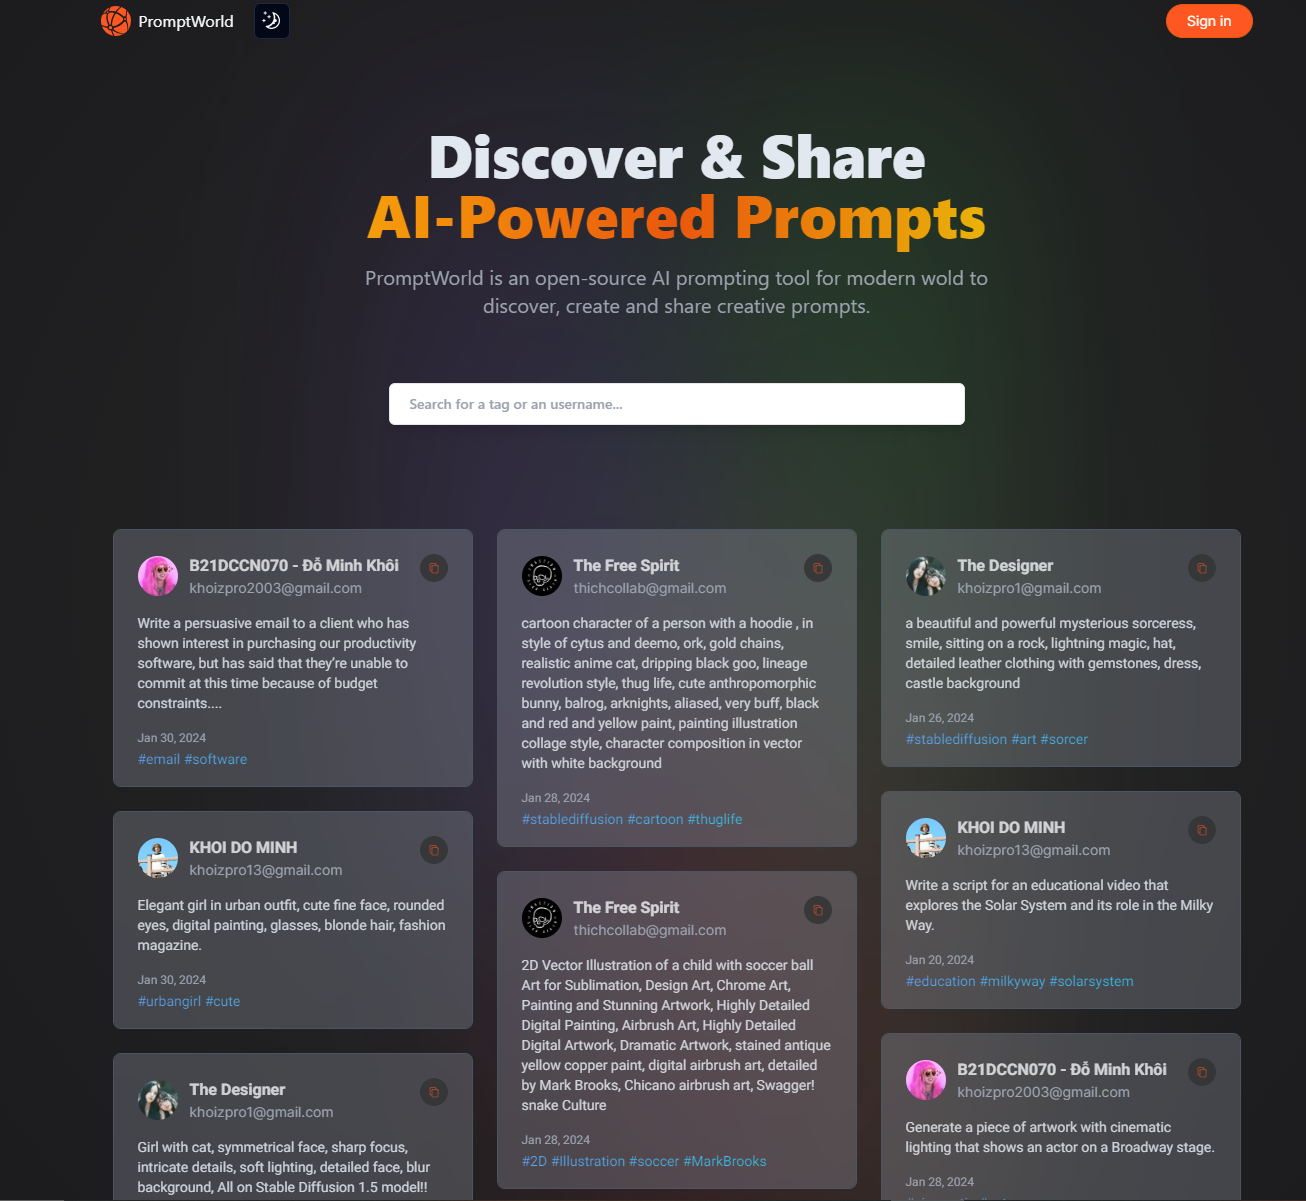 PromptWorld
Sign in
Discover & Share
AI-Powered Prompts
PromptWorld is an open-source AI prompting tool for modern wold to
discover, create and share creative prompts.
Search for a tag or an username...
B21DCCN070 - Đỗ Minh Khôi
khoizpro2003@gmail.com
Write a persuasive email to a client who has
shown interest in purchasing our productivity
software, but has said that they’re unable to
commit at this time because of budget
constraints....
Jan 30, 2024
#email #software
KHOI DO MINH
khoizpro13@gmail.com
Elegant girl in urban outfit, cute fine face, rounded
eyes, digital painting, glasses, blonde hair, fashion
magazine.
Jan 30, 2024
#urbangirl #cute
The Designer
khoizpro1@gmail.com
Girl with cat, symmetrical face, sharp focus,
intricate details, soft lighting, detailed face, blur
background, All on Stable Diffusion 1.5 model!!
The Free Spirit
thichcollab@gmail.com
cartoon character of a person with a hoodie , in
style of cytus and deemo, ork, gold chains,
realistic anime cat, dripping black goo, lineage
revolution style, thug life, cute anthropomorphic
bunny, balrog, arknights, aliased, very buff, black
and red and yellow paint, painting illustration
collage style, character composition in vector
with white background
Jan 28, 2024
#stablediffusion #cartoon #thuglife
The Free Spirit
thichcollab@gmail.com
2D Vector Illustration of a child with soccer ball
Art for Sublimation, Design Art, Chrome Art,
Painting and Stunning Artwork, Highly Detailed
Digital Painting, Airbrush Art, Highly Detailed
Digital Artwork, Dramatic Artwork, stained antique
yellow copper paint, digital airbrush art, detailed
by Mark Brooks, Chicano airbrush art, Swagger!
snake Culture
Jan 28, 2024
#2D #Illustration #soccer #MarkBrooks
The Designer
khoizpro1@gmail.com
a beautiful and powerful mysterious sorceress,
smile, sitting on a rock, lightning magic, hat,
detailed leather clothing with gemstones, dress,
castle background
Jan 26, 2024
#stablediffusion #art #sorcer
KHOI DO MINH
khoizpro13@gmail.com
Write a script for an educational video that
explores the Solar System and its role in the Milky
Way.
Jan 20, 2024
#education #milkyway #solarsystem
B21DCCN070 - Đỗ Minh Khôi
khoizpro2003@gmail.com
Generate a piece of artwork with cinematic
lighting that shows an actor on a Broadway stage.
Jan 28, 2024